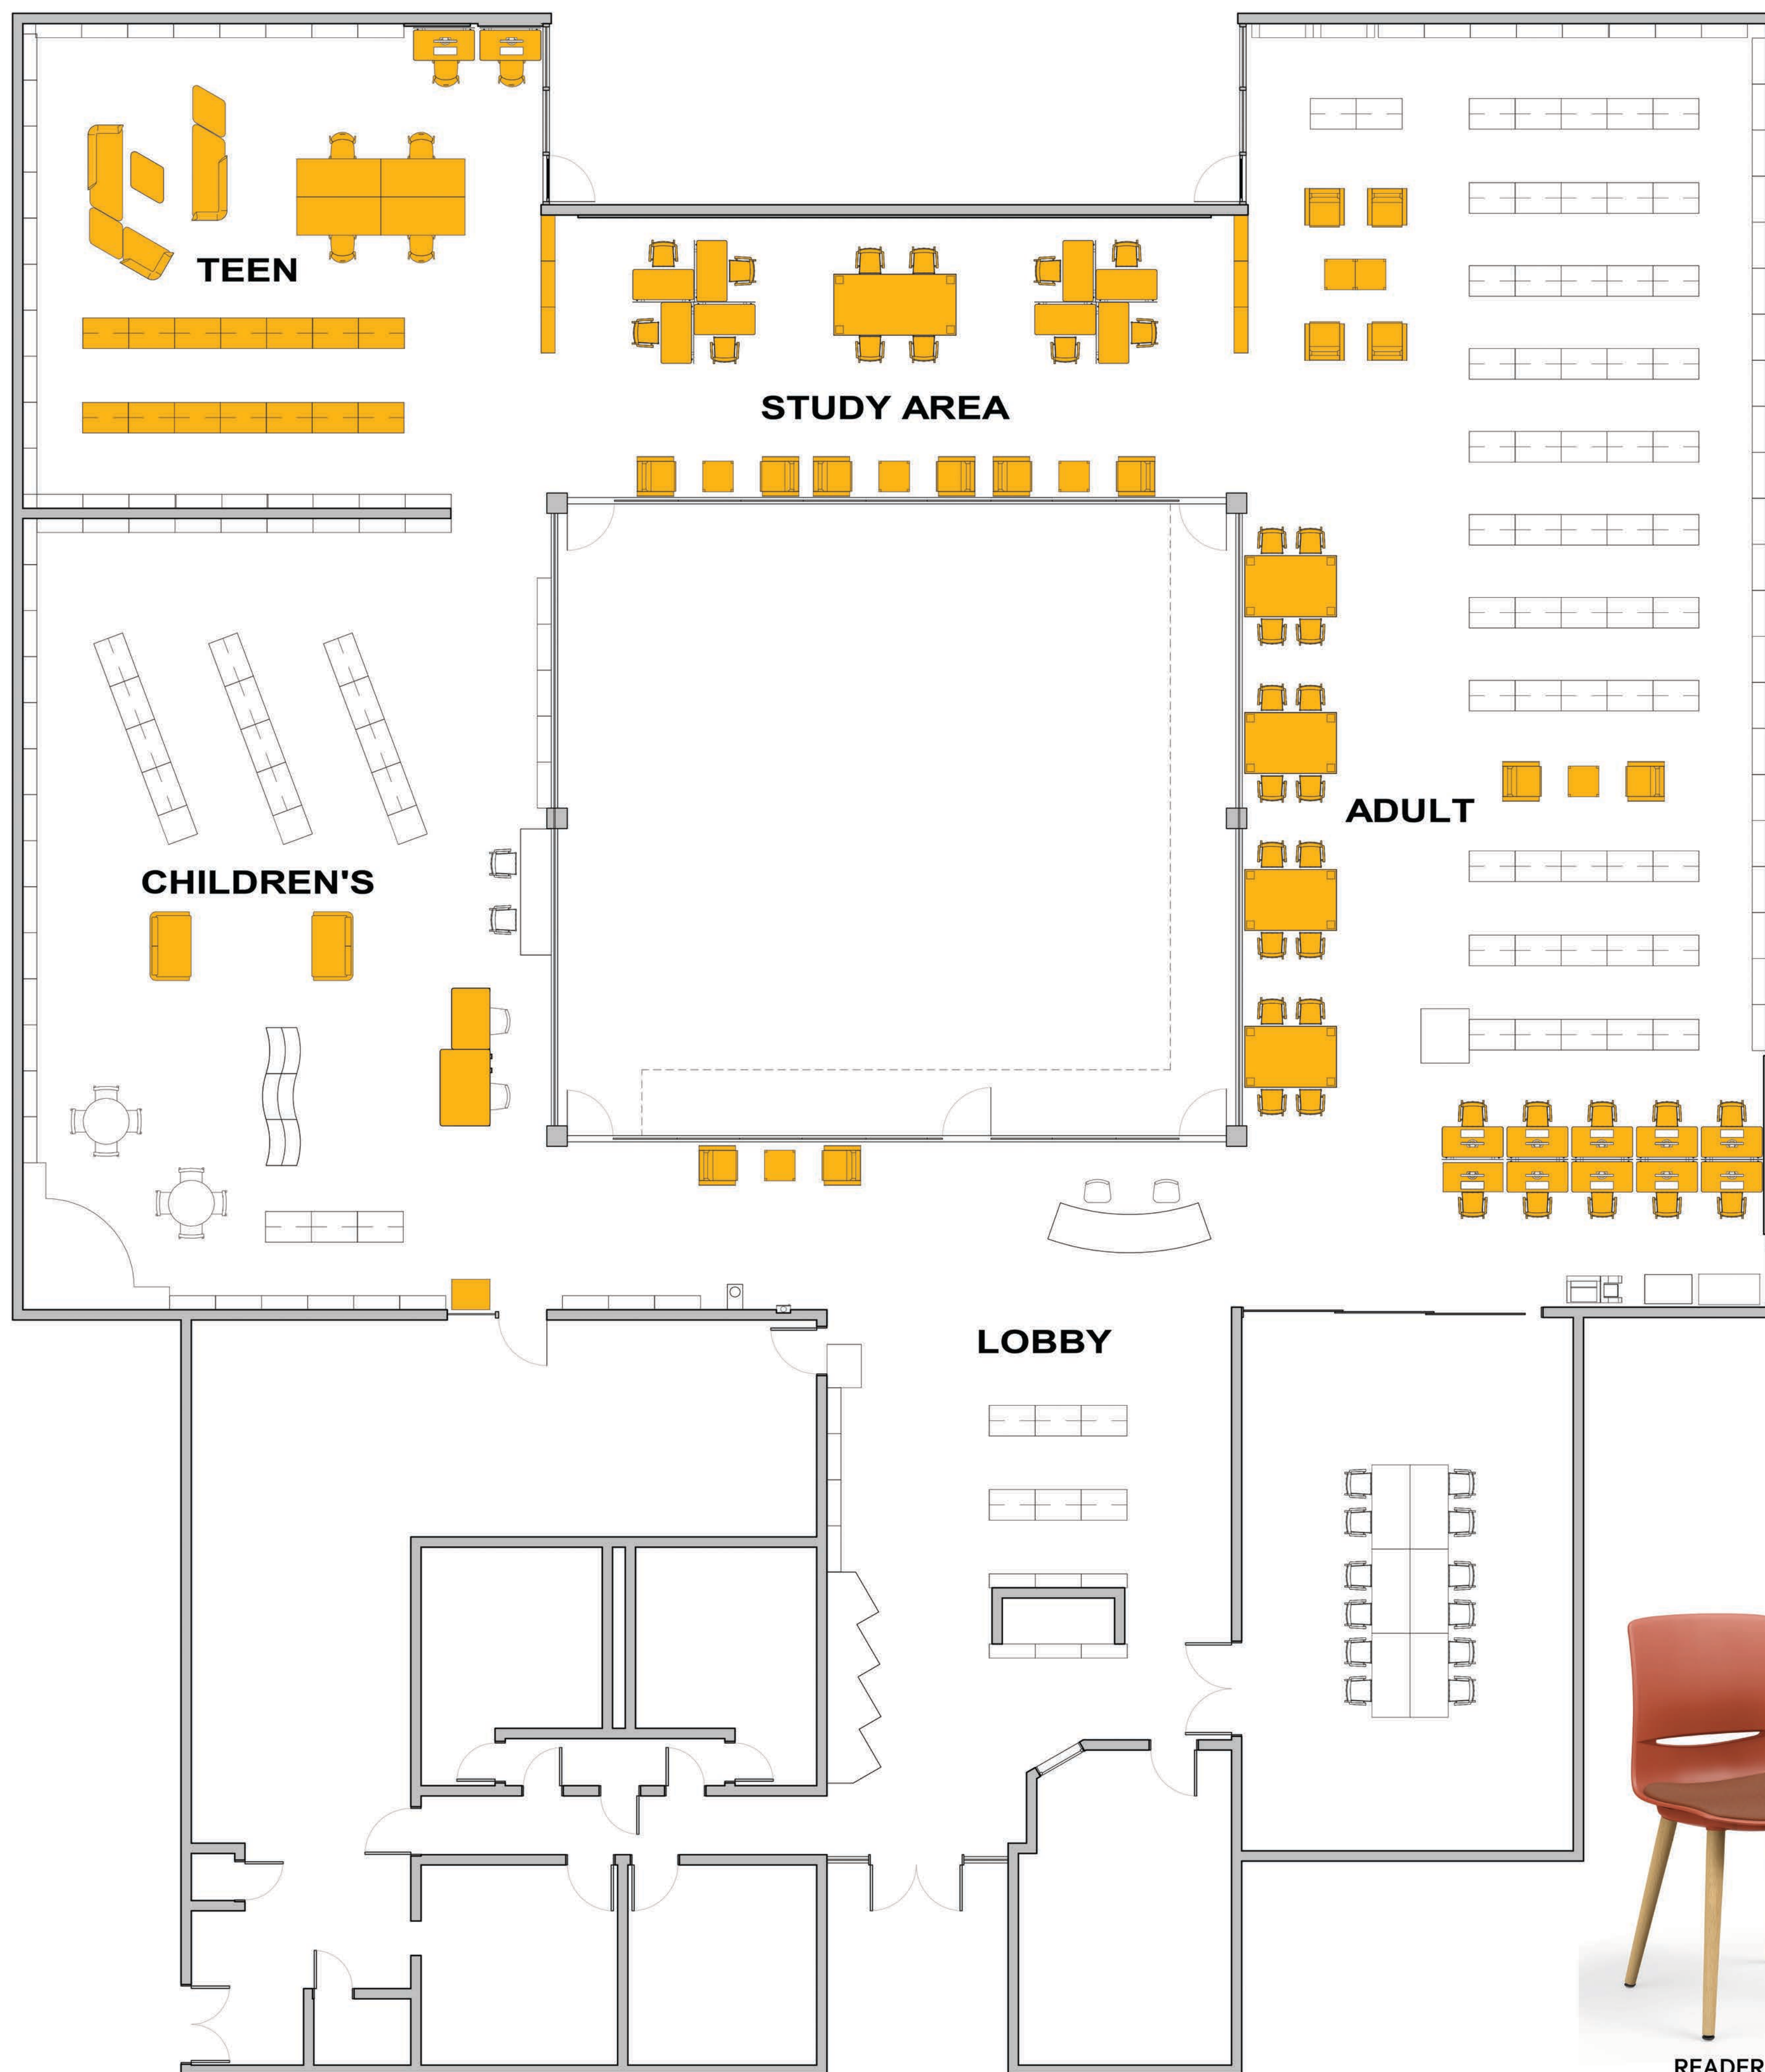 TEEN
STUDY AREA
ADULT
CHILDREN'S
LOBBY
READER